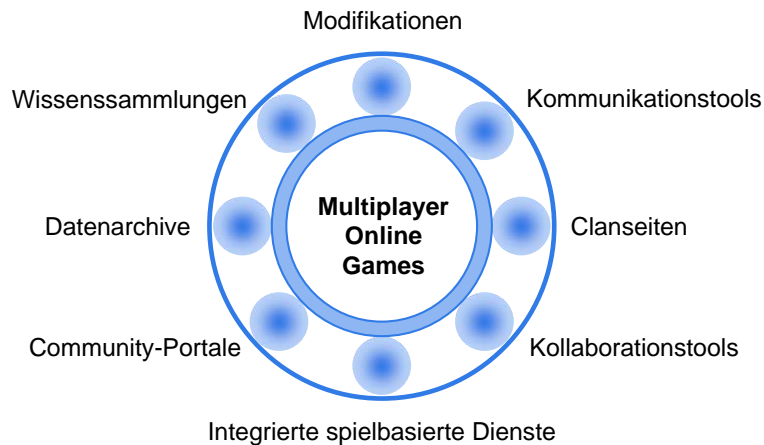 Modifikationen
Wissenssammlungen
Kommunikationstools
Multiplayer
Online
Games
Datenarchive
Clanseiten
Community-Portale
Kollaborationstools
Integrierte spielbasierte Dienste